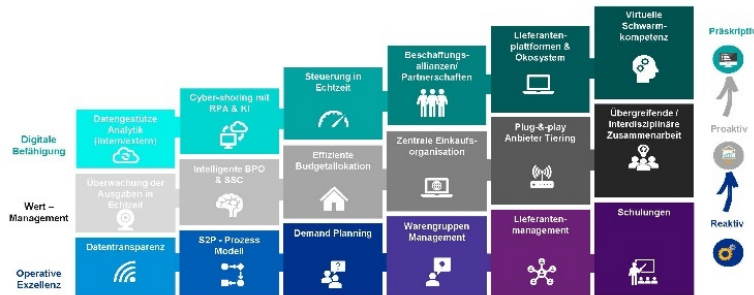 Digitale
Befähigung
Datengestütze
Analytik
(intern/extern)
Cyber-shoring mit
RPA & KI
Steuerung in
Echtzeit
Beschaffungs-
allianzen/
Partnerschaften
Lieferanten-
plattformen &
Ökosystem
Virtuelle
Schwarm-
kompetenz
Präskriptiv
Wert –
Management
Überwachung der
Ausgaben in
Echtzeit
Intelligente BPO
& SSC
Effiziente
Budgetallokation
Zentrale Einkaufs-
organisation
Plug-&-play
Anbieter Tiering
Übergreifende /
Interdisziplinäre
Zusammenarbeit
Proaktiv
Operative
Exzellenz
Datentransparenz
S2P - Prozess
Modell
Demand Planning
Warengruppen
Management
Lieferanten-
management
Schulungen
Reaktiv